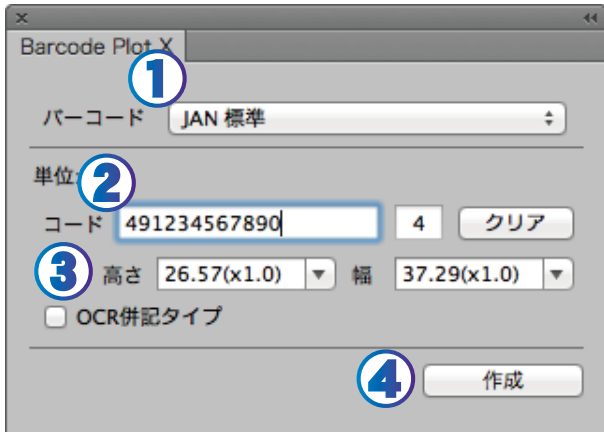 Barcode Plot X
1
バーコード JAN 標準
単位
2
コード 491234567890 4 クリア
3 高さ 26.57(x1.0) 幅 37.29(x1.0)
OCR併記タイプ
4 作成